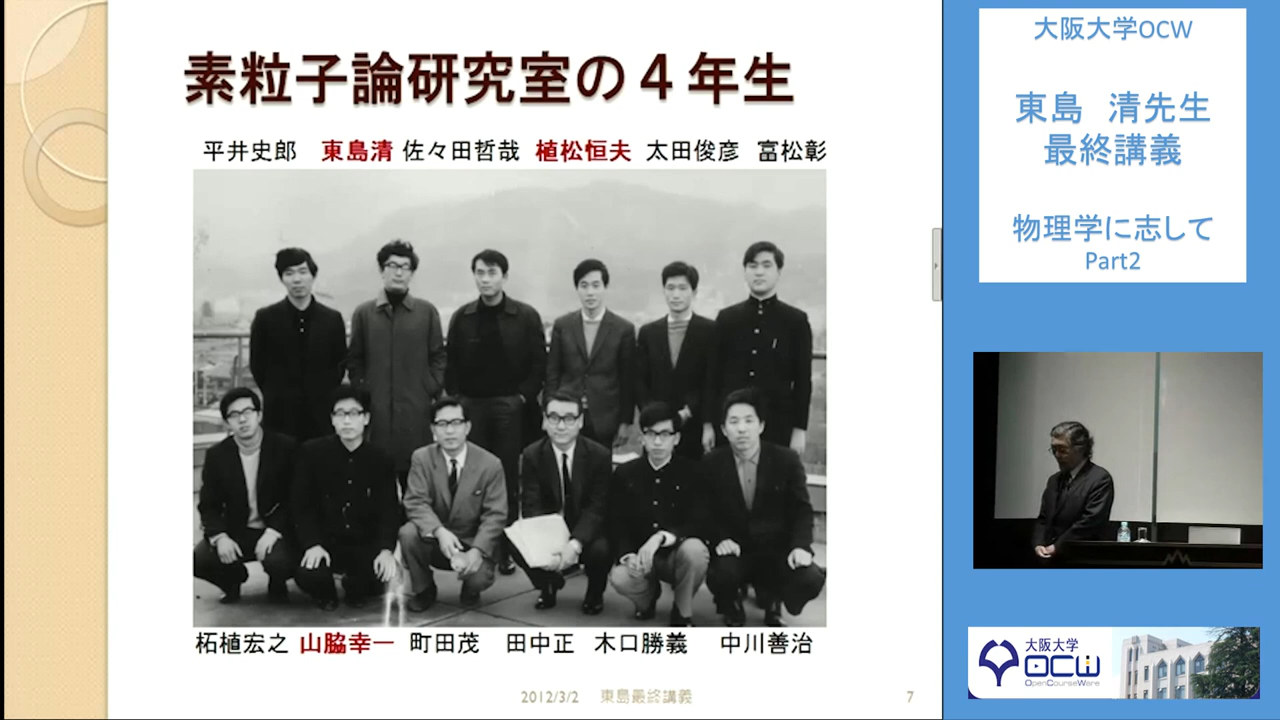 素粒子論研究室の４年生
平井史郎 東島清 佐々田哲哉 植松恒夫 太田俊彦 富松彰
柘植宏之 山脇幸一 町田茂 田中正 木口勝義 中川善治
2012/3/2 東島最終講義 7
大阪大学OCW
東島 清先生
最終講義
物理学に志して
Part2
大阪大学
OCW
OpenCourseWare